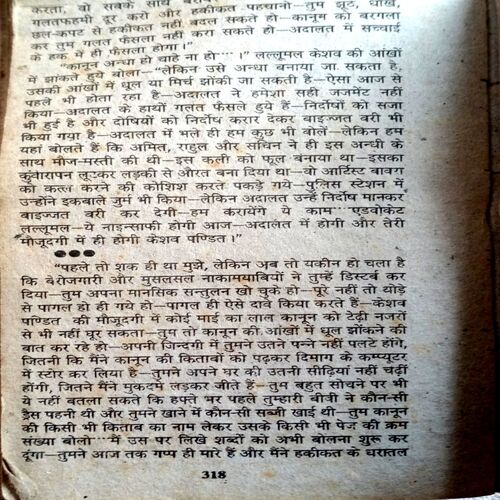 करता, वो सबके साथ
गलतफहमी दूर करो और हकीकत पहचानो—तुम झूठ, धोखे,
छल-कपट से हकीकत नहीं बदल सकते हो—कानून को बरगला
कर तुम गलत फैसला नहीं करा सकते हो—अदालत में सच्चाई
के हक में ही फैसला होगा।"
"कानून अन्धा हो चाहे ना हो....।" लल्लूमल केशव की आंखों
में झांकते हुये बोला—"लेकिन उसे अन्धा बनाया जा सकता है,
उसकी आंखों में धूल या मिर्च झोंकी जा सकती है—ऐसा आज से
पहले भी होता रहा है—अदालत ने हमेशा सही जजमेंट नहीं
किया—अदालत के हाथों गलत फैसले हुये हैं—निर्दोषों को सजा
भी हुई है और दोषियों को निर्दोष करार देकर बाइज्जत वरी भी
किया गया है—अदालत में भले ही हम कुछ भी बोलें—लेकिन हम
यहां बोलते हैं कि अमित, राहुल और सचिन ने ही इस अन्धी के
साथ मौज-मस्ती की थी—इस कली को फूल बनाया था—इसका
कुंवारापन लूटकर लड़की से औरत बना दिया था—वो आर्टिस्ट बावग
को कत्ल करने की कोशिश करते पकड़े गये—पुलिस स्टेशन में
उन्होंने इकबाले जुर्म भी किया—लेकिन अदालत उन्हें निर्दोष मानकर
बाइज्जत वरी कर देगी—हम करायेंगे ये काम....एडवोकेट
लल्लूमल—ये नाइन्साफी होगी आज—अदालत में होगी और तेरी
मौजूदगी में ही होगी केशव पण्डित।"
●●●
"पहले तो शक ही था मुझे, लेकिन अब तो यकीन हो चला है
कि बेरोजगारी और मुसलसल नाकामयाबियों ने तुम्हें डिस्टर्ब कर
दिया—तुम अपना मानसिक सन्तुलन खो चुके हो—पूरे नहीं तो थोड़े
से पागल हो ही गये हो—पागल ही ऐसे दावे किया करते हैं—केशव
पण्डित की मौजूदगी में कोई माई का लाल कानून को टेढ़ी नजरों
से भी नहीं घूर सकता—तुम तो कानून की आंखों में धूल झोंकने की
बात कर रहे हो—अपनी जिन्दगी में तुमने उतने पन्ने नहीं पलटे होंगे,
जितनी कि मैंने कानून की किताबों को पढ़कर दिमाग के कम्प्यूटर
में स्टोर कर लिया है—तुमने अपने घर की उतनी सीढ़ियां नहीं चढ़ीं
होंगी, जितने मैंने मुकदमे लड़कर जीते हैं—तुम बहुत सोचने पर भी
ये नहीं बतला सकते कि हफ्ते भर पहले तुम्हारी बीवी ने कौन-सी
ड्रेस पहनी थी और तुमने खाने में कौन-सी सब्जी खाई थी—तुम कानून
की किसी भी किताब का नाम लेकर उसके किसी भी पेज की क्रम
संख्या बोलो....मैं उस पर लिखे शब्दों को अभी बोलना शुरू कर
दूंगा—तुमने आज तक गप्प ही मारे हैं और मैंने हकीकत के धरातल
318